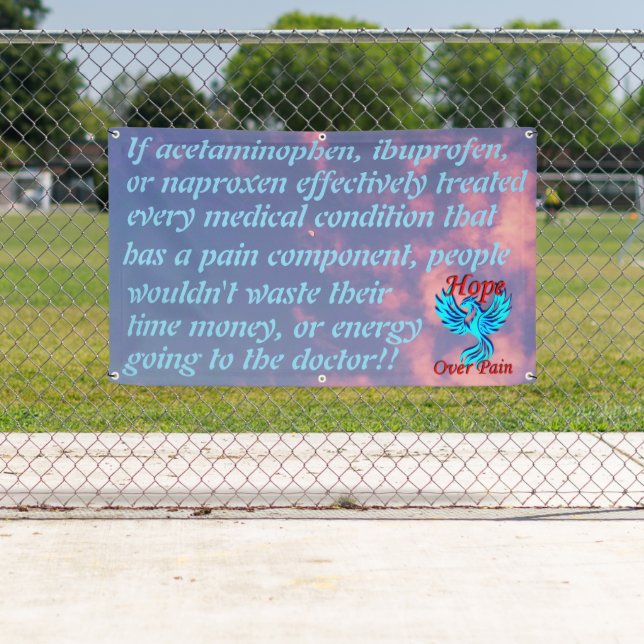 If acetaminophen, ibuprofen,
or naproxen effectively treated
every medical condition that
has a pain component, people
wouldn't waste their
time money, or energy
going to the doctor!!
Hope
Over Pain